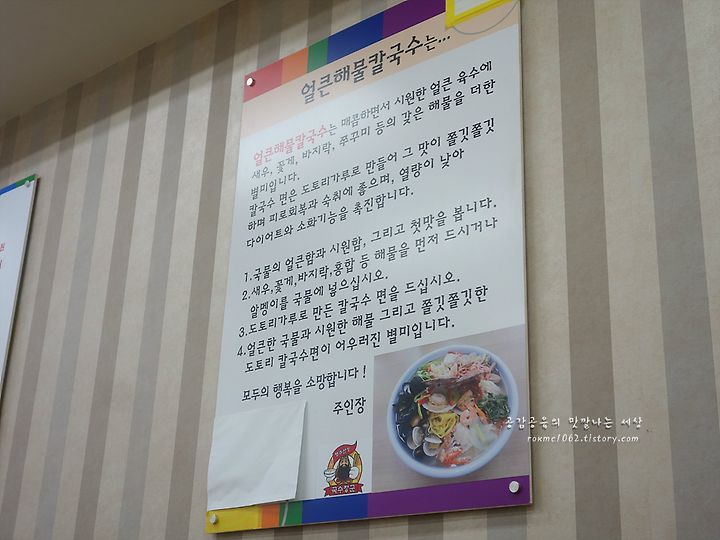 얼큰해물칼국수는...
얼큰해물칼국수는 매콤하면서 시원한 얼큰 육수에
새우, 꽃게, 바지락, 쭈꾸미 등의 갖은 해물을 더한
별미입니다.
칼국수 면은 도토리가루로 만들어 그 맛이 쫄깃쫄깃
하며 피로회복과 숙취에 좋으며, 열량이 낮아
다이어트와 소화기능을 촉진합니다.
1.국물의 얼큰함과 시원함, 그리고 첫맛을 봅니다.
2.새우,꽃게,바지락,홍합 등 해물을 먼저 드시거나
알멩이를 국물에 넣으십시오.
3.도토리가루로 만든 칼국수 면을 드십시오.
4.얼큰한 국물과 시원한 해물 그리고 쫄깃쫄깃한
도토리 칼국수면이 어우러진 별미입니다.
모두의 행복을 소망합니다!
주인장
국수장군
공감공유의 맛깔나는 세상
rokmc1062.tistory.com